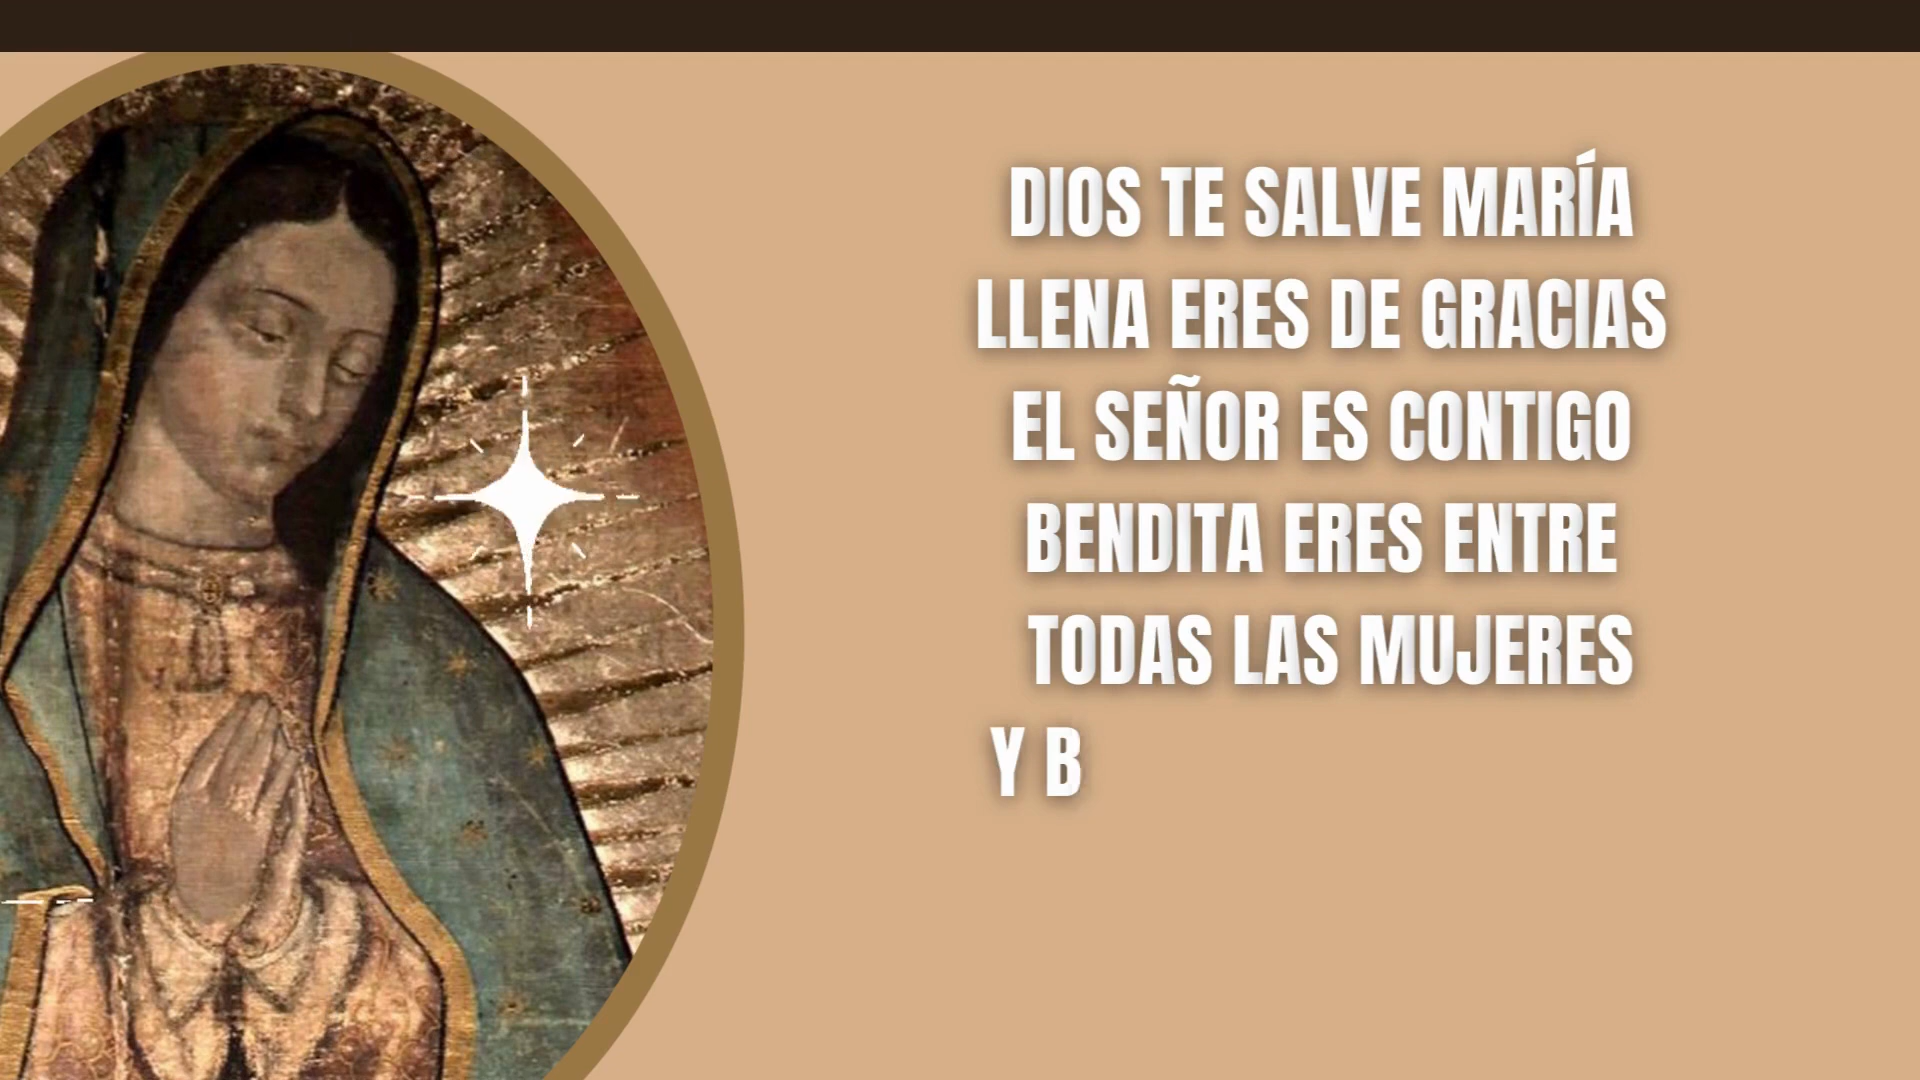 DIOS TE SALVE MARÍA
LLENA ERES DE GRACIAS
EL SEÑOR ES CONTIGO
BENDITA ERES ENTRE
TODAS LAS MUJERES
Y B